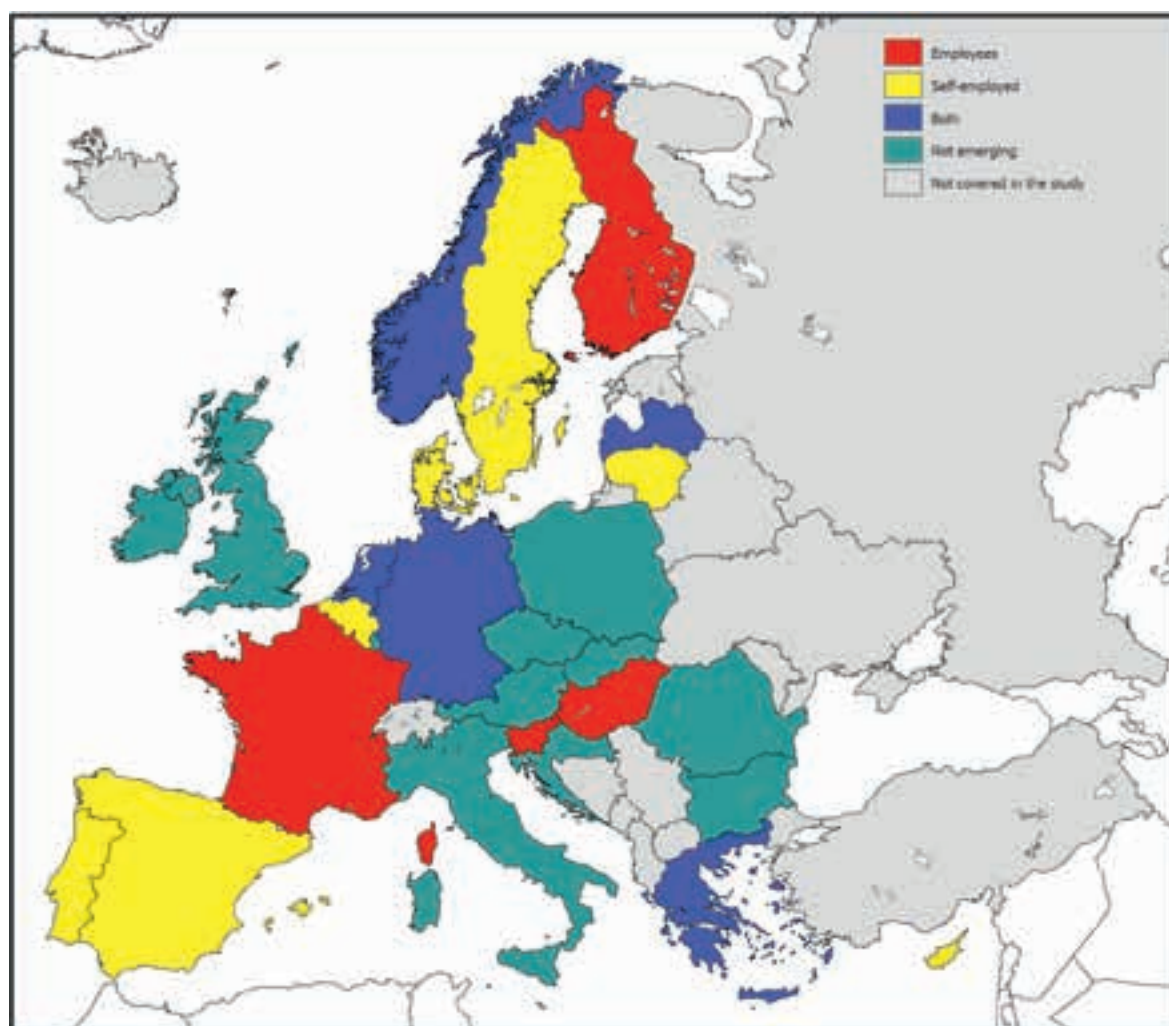 Employees
Self-employed
Both
Not emerging
Not covered in the study